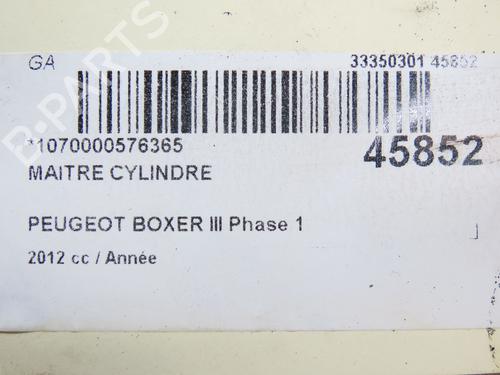 GA 33350301 45852
*1070000576365 45852
MAITRE CYLINDRE
PEUGEOT BOXER III Phase 1
2012 cc / Année
B-PARTS